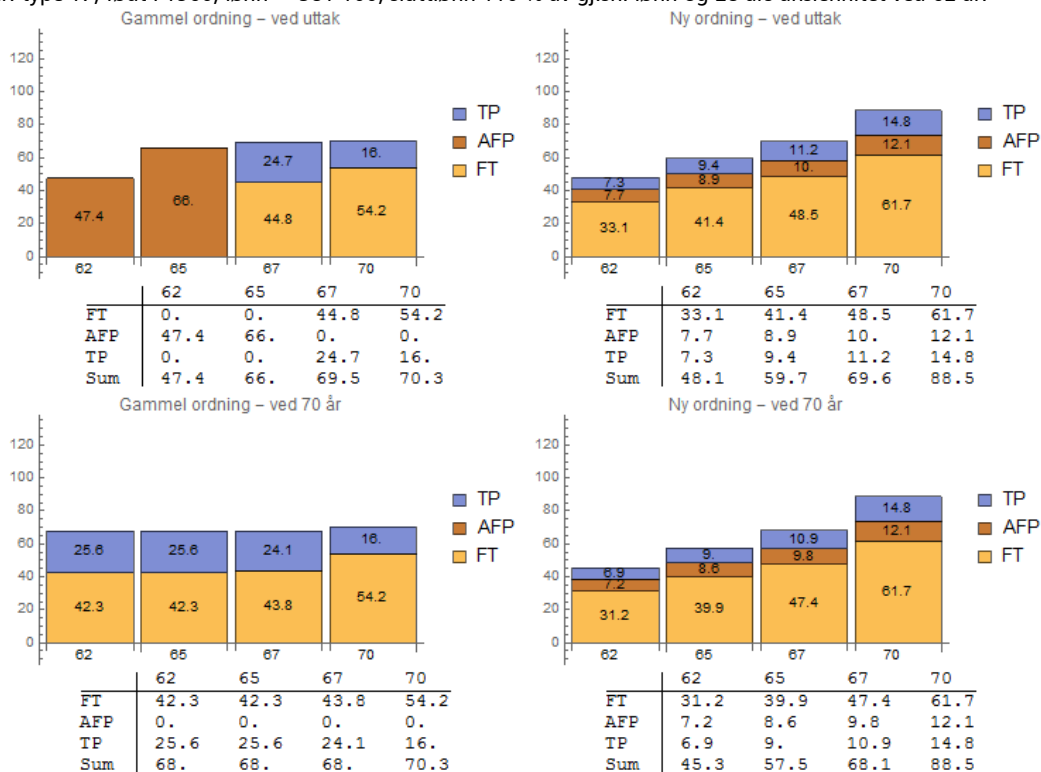 Gammel ordning – ved uttak
120
100
80
60
40
20
0
47.4
66.
24.7
44.8
16.
54.2
62 65 67 70
TP
AFP
FT
62 65 67 70
FT 0. 0. 44.8 54.2
AFP 47.4 66. 0. 0.
TP 0. 0. 24.7 16.
Sum 47.4 66. 69.5 70.3
Ny ordning – ved uttak
120
100
80
60
40
20
0
7.3
7.7
33.1
9.4
8.9
41.4
11.2
10.
48.5
14.8
12.1
61.7
62 65 67 70
TP
AFP
FT
62 65 67 70
FT 33.1 41.4 48.5 61.7
AFP 7.7 8.9 10. 12.1
TP 7.3 9.4 11.2 14.8
Sum 48.1 59.7 69.6 88.5
Gammel ordning – ved 70 år
120
100
80
60
40
20
0
25.6
42.3
25.6
42.3
24.1
43.8
16.
54.2
62 65 67 70
TP
AFP
FT
62 65 67 70
FT 42.3 42.3 43.8 54.2
AFP 0. 0. 0. 0.
TP 25.6 25.6 24.1 16.
Sum 68. 68. 68. 70.3
Ny ordning – ved 70 år
120
100
80
60
40
20
0
6.9
7.2
31.2
9.
8.6
39.9
10.9
9.8
47.4
14.8
12.1
61.7
62 65 67 70
TP
AFP
FT
62 65 67 70
FT 31.2 39.9 47.4 61.7
AFP 7.2 8.6 9.8 12.1
TP 6.9 9. 10.9 14.8
Sum 45.3 57.5 68.1 88.5